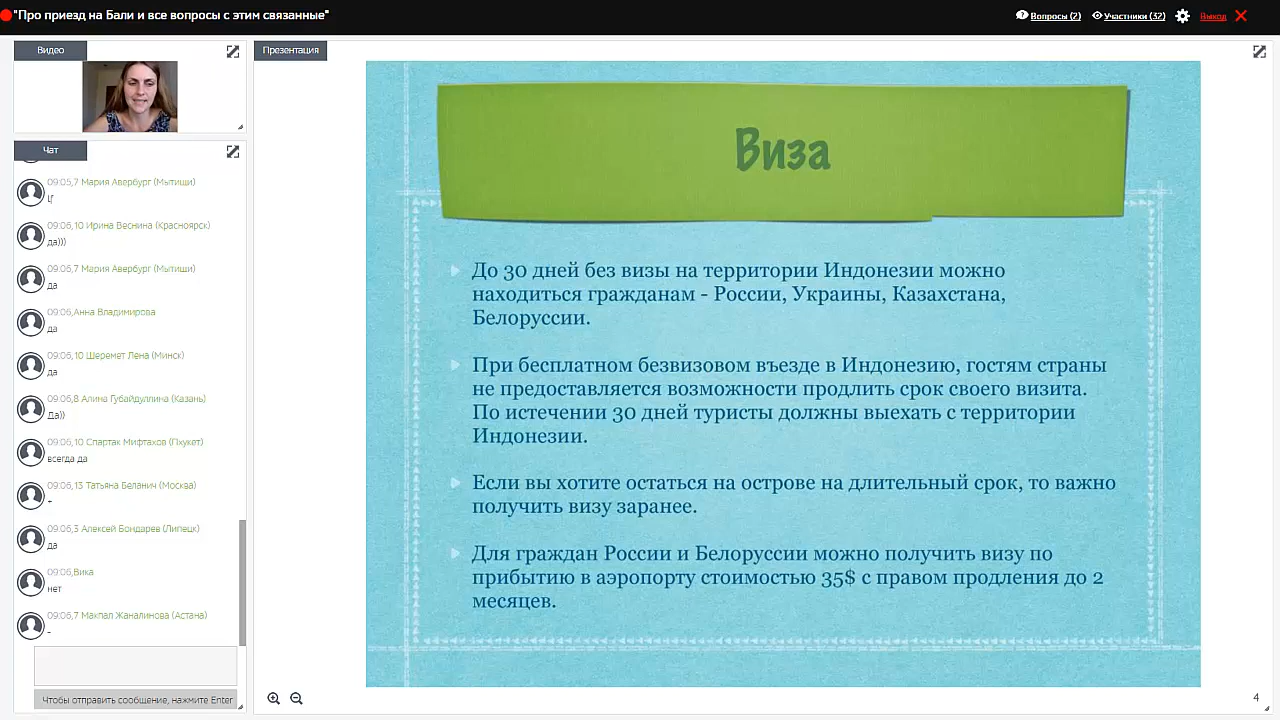 "Про приезд на Бали и все вопросы с этим связанные"
Вопросы (2)
Участники (32)
Выход
Видео
Презентация
Чат
09:05,7 Мария Авербург (Мытищи)
09:06,10 Ирина Веснина (Красноярск)
да)))
09:06,7 Мария Авербург (Мытищи)
да
09:06,Анна Владимирова
да
09:06,10 Шеремет Лена (Минск)
да
09:06,8 Алина Губайдуллина (Казань)
Да))
09:06,10 Спартак Мифтахов (Пхукет)
всегда да
09:06,13 Татьяна Беланич (Москва)
09:06,3 Алексей Бондарев (Липецк)
да
09:06,Вика
нет
09:06,7 Макпал Жаналинова (Астана)
-
Чтобы отправить сообщение, нажмите Enter
Виза
До 30 дней без визы на территории Индонезии можно
находиться гражданам - России, Украины, Казахстана,
Белоруссии.
При бесплатном безвизовом въезде в Индонезию, гостям страны
не предоставляется возможности продлить срок своего визита.
По истечении 30 дней туристы должны выехать с территории
Индонезии.
Если вы хотите остаться на острове на длительный срок, то важно
получить визу заранее.
Для граждан России и Белоруссии можно получить визу по
прибытию в аэропорту стоимостью 35$ с правом продления до 2
месяцев.
4